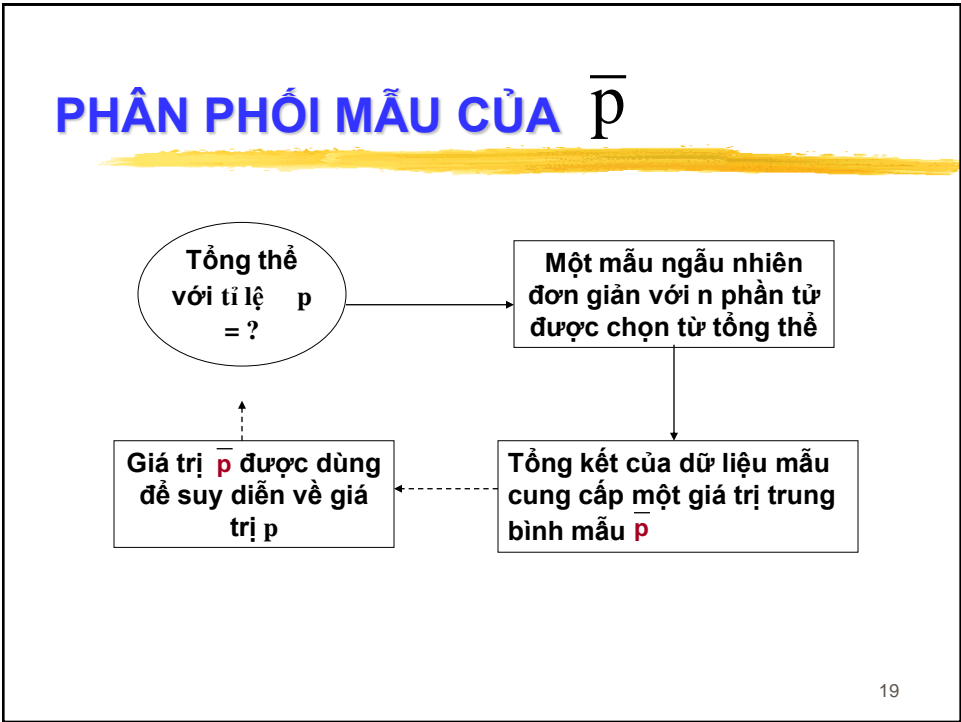 PHÂN PHỐI MẪU CỦA p̅
Tổng thể
với tỉ lệ p
= ?
Một mẫu ngẫu nhiên
đơn giản với n phần tử
được chọn từ tổng thể
Tổng kết của dữ liệu mẫu
cung cấp một giá trị trung
bình mẫu p̅
Giá trị p̅ được dùng
để suy diễn về giá
trị p
19